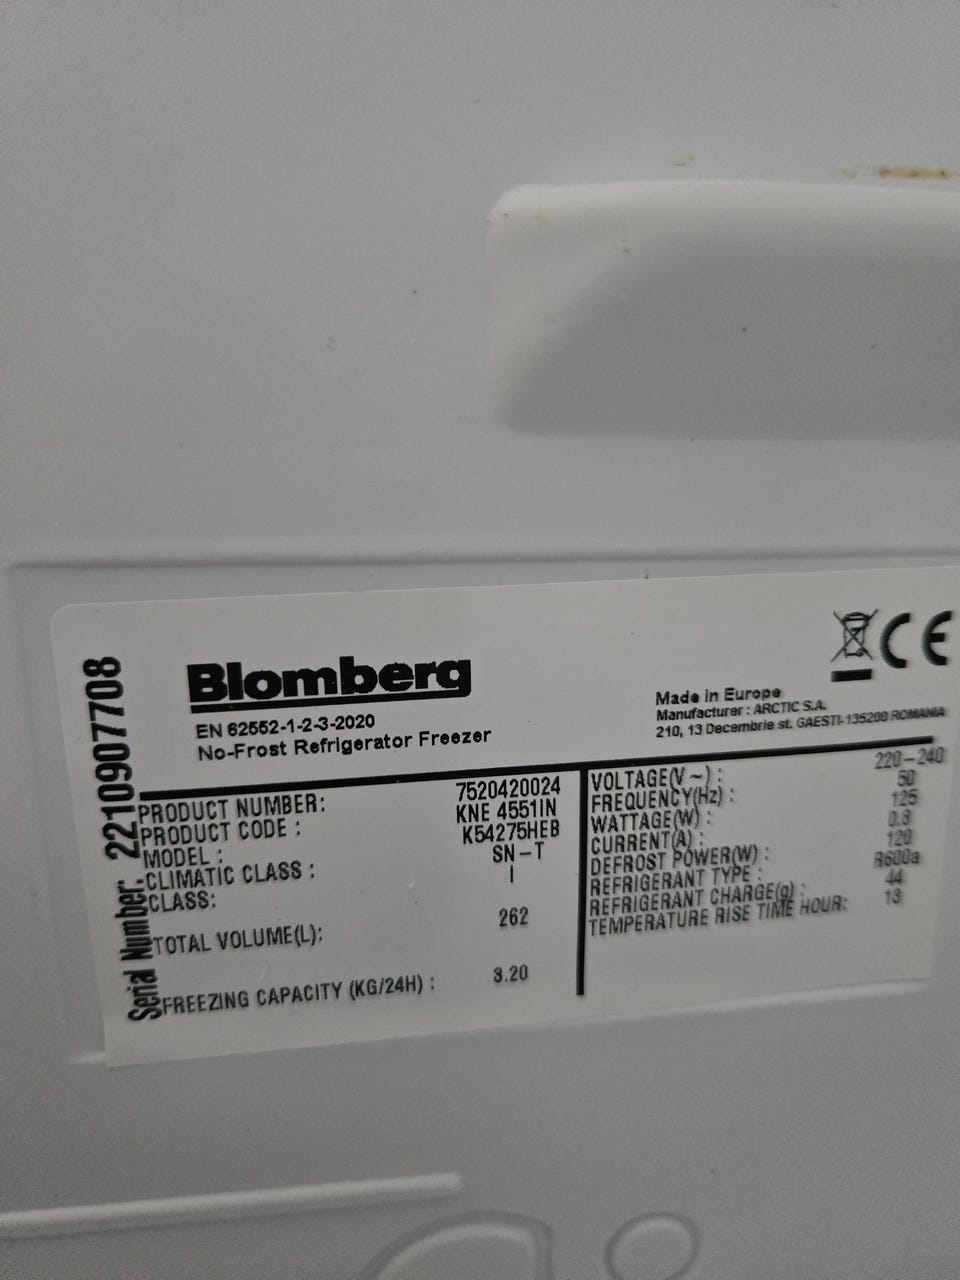 Serial Number: 2210907708
Blomberg
EN 62552-1-2-3-2020
No-Frost Refrigerator Freezer
Made in Europe
Manufacturer : ARCTIC S.A.
210, 13 Decembrie st. GAESTI-135200 ROMANIA
CE
PRODUCT NUMBER: 7520420024
PRODUCT CODE : KNE 4551IN
MODEL : K54275HEB
CLIMATIC CLASS : SN-T
CLASS: I
TOTAL VOLUME(L): 262
FREEZING CAPACITY (KG/24H) : 3.20
VOLTAGE(V~) : 220-240
FREQUENCY(Hz) : 50
WATTAGE(W) : 125
CURRENT(A) : 0.8
DEFROST POWER(W) : 120
REFRIGERANT TYPE : R600a
REFRIGERANT CHARGE(g) : 44
TEMPERATURE RISE TIME HOUR: 13